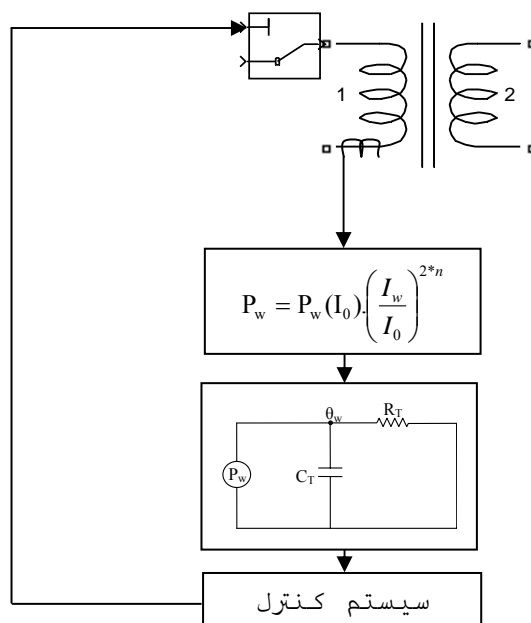 1 2
P_w = P_w (I_0).(I_w / I_0)^{2*n}
θ_w R_T
P_w C_T
سیستم کنترل